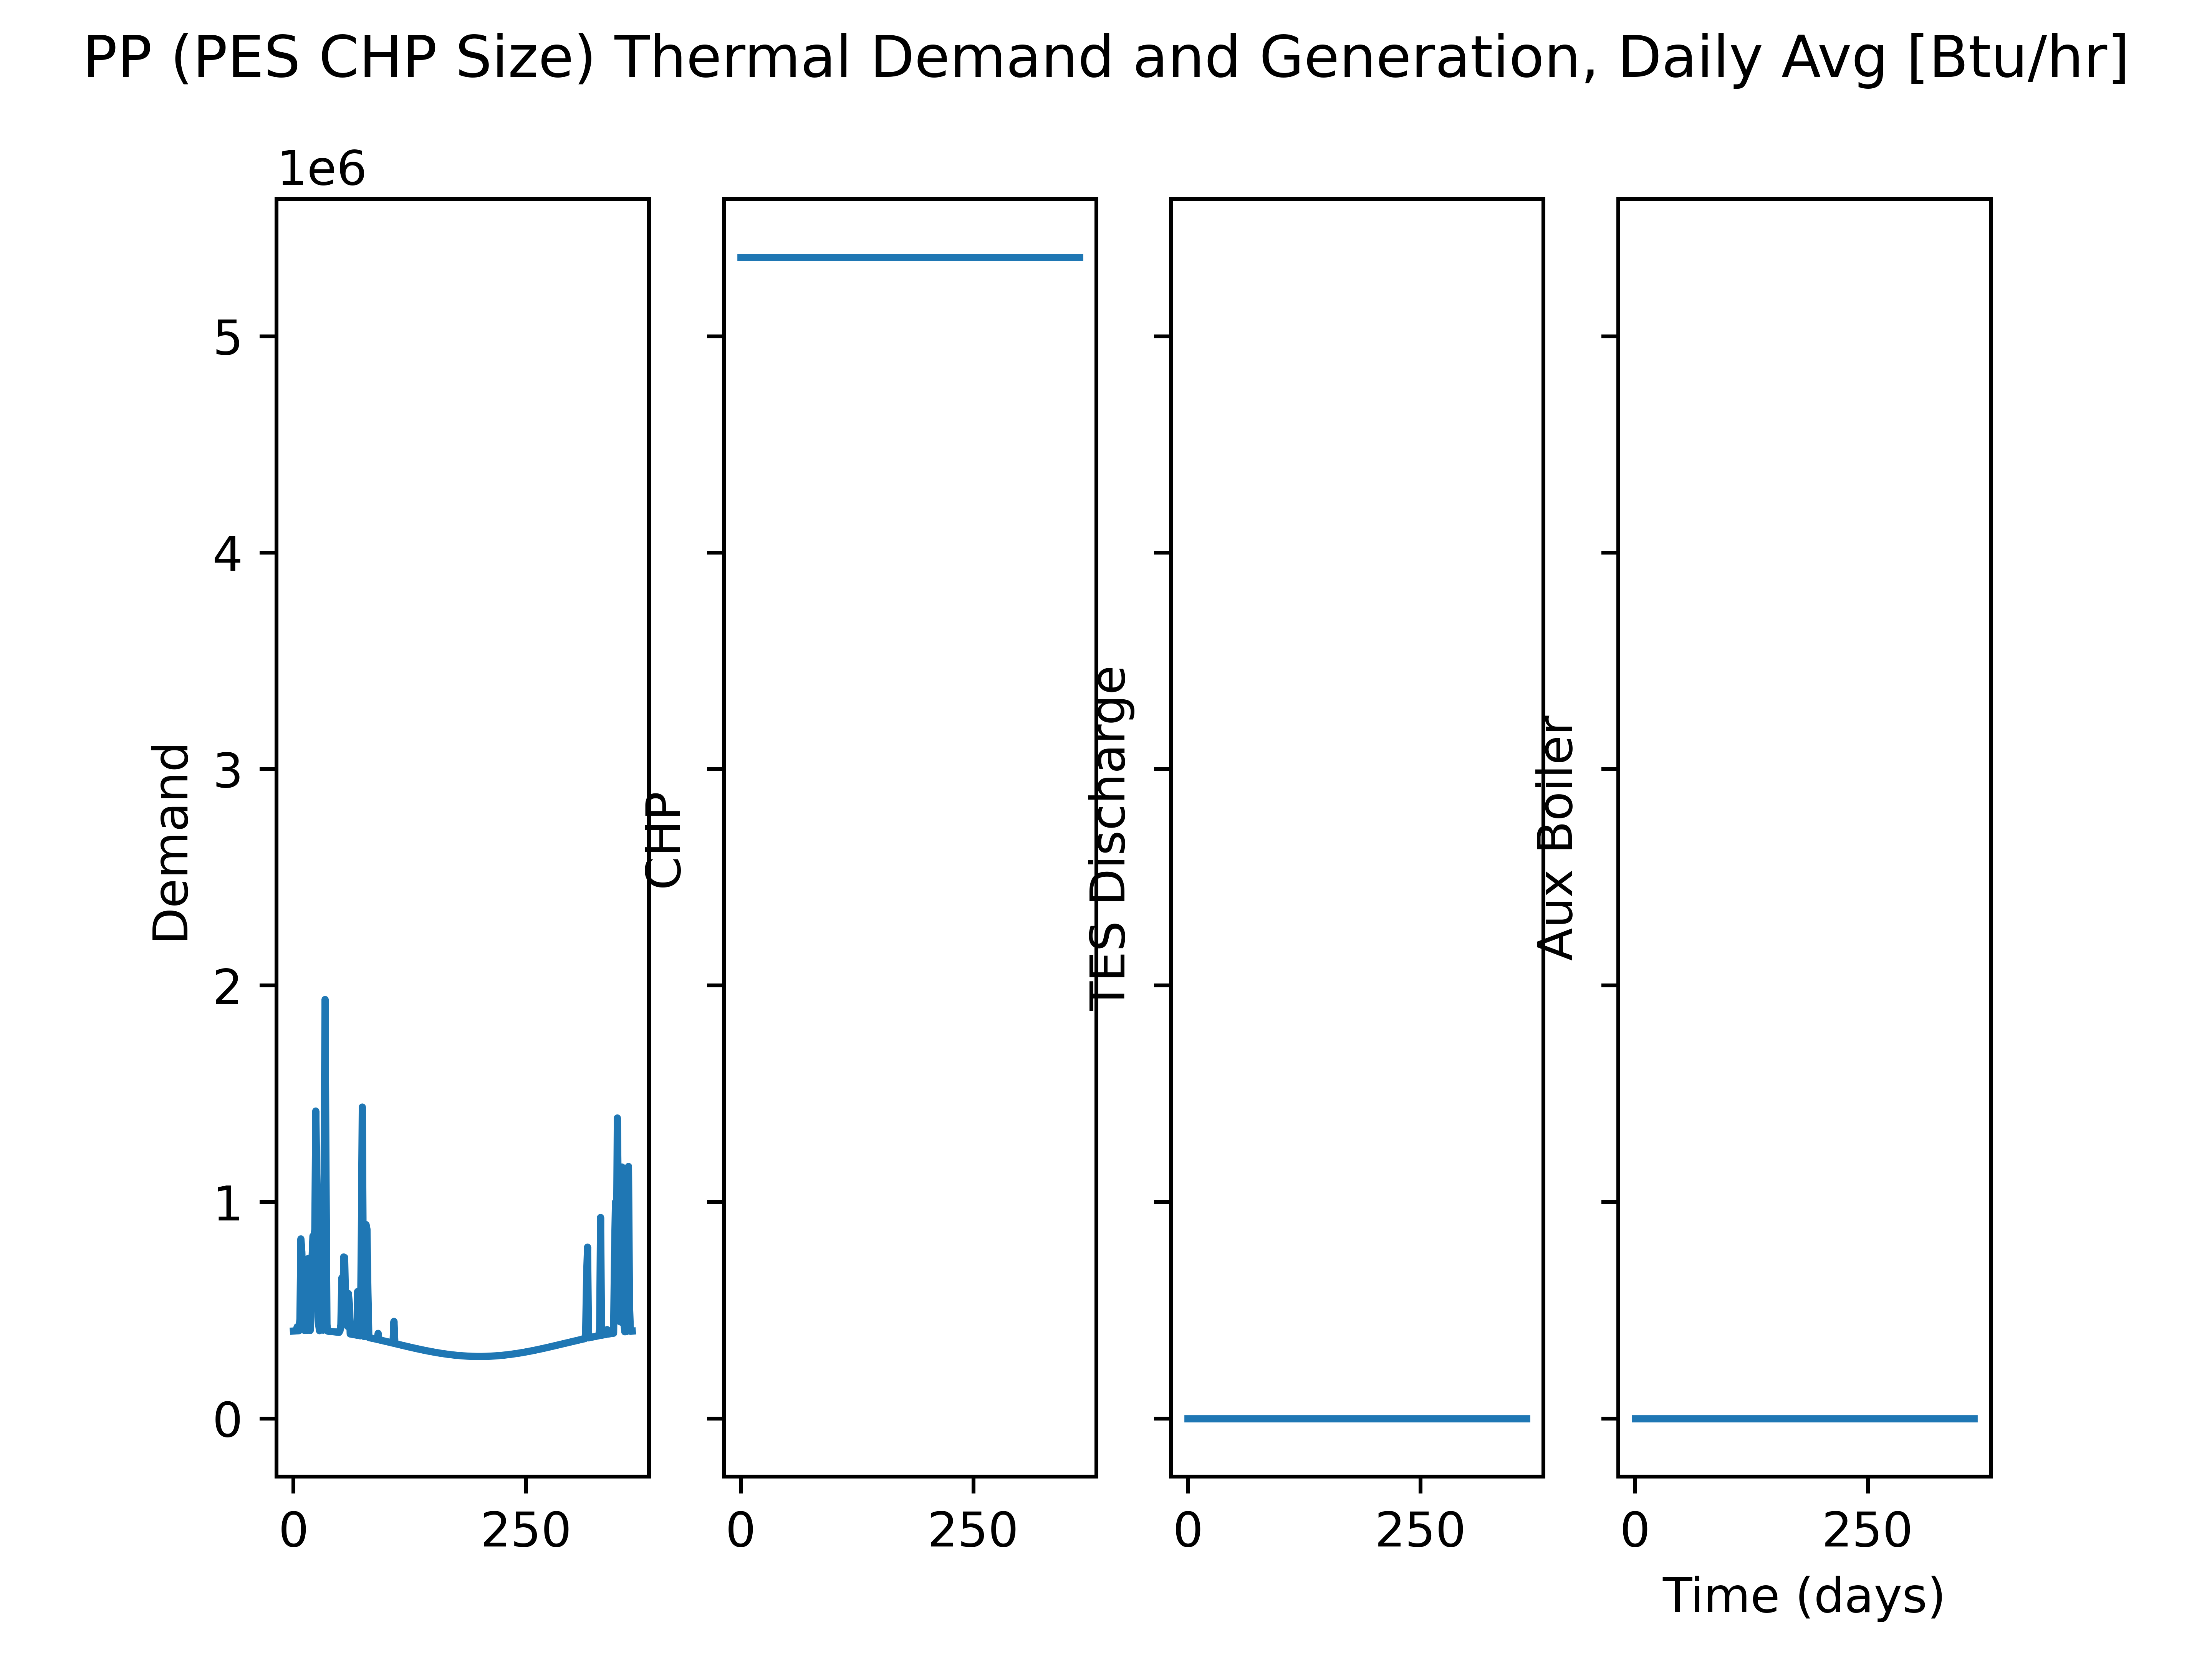 PP (PES CHP Size) Thermal Demand and Generation, Daily Avg [Btu/hr]
1e6
5
4
3
2
1
0
Demand
CHP
TES Discharge
Aux Boiler
0 250 0 250 0 250 0 250
Time (days)